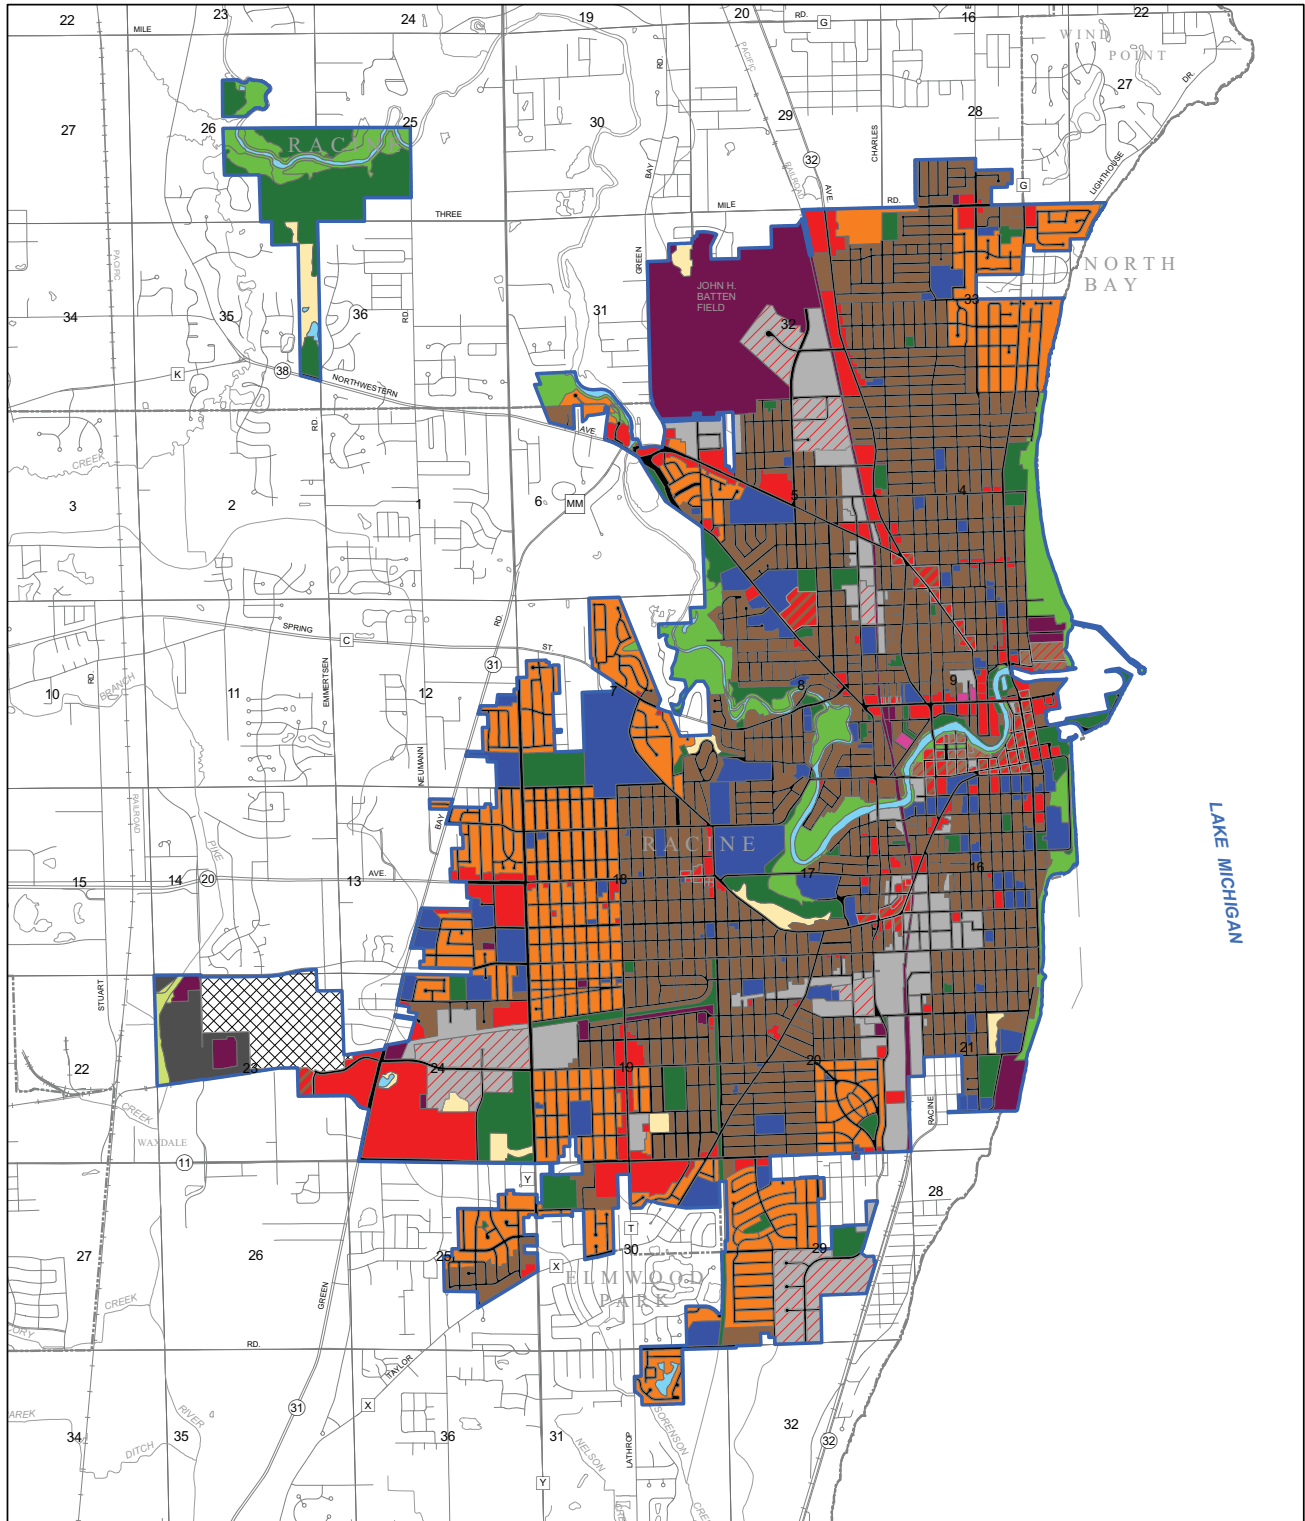 22
23
24
19
20
RD.
G
16
22
MILE
WIND
POINT
27
DR.
PACIFIC
RD.
27
26
25
RACINE
30
29
28
CHARLES
32
RAILROAD
AVE.
BAY
G
LIGHTHOUSE
THREE
MILE
RD.
PACIFIC
GREEN
NORTH
BAY
JOHN H.
BATTEN
FIELD
34
35
36
RD.
31
32
33
K
38
NORTHWESTERN
AVE.
RD.
CREEK
3
2
1
6
MM
5
4
SPRING
C
ST.
RD.
31
RD.
BRANCH
EMMERTSEN
10
11
12
7
8
9
NEUMANN
RAILROAD
BAY
PIKE
LAKE MICHIGAN
RACINE
15
14
20
13
AVE.
18
17
16
STUART
22
23
24
19
20
21
CREEK
RACINE
WAXDALE
11
Y
28
27
26
25
T
30
29
X
ELMWOOD
PARK
GREEN
CREEK
RD.
TAYLOR
31
X
RIVER
34
35
DITCH
36
31
NELSON
LATHROP
SORENSON
32
32
Y